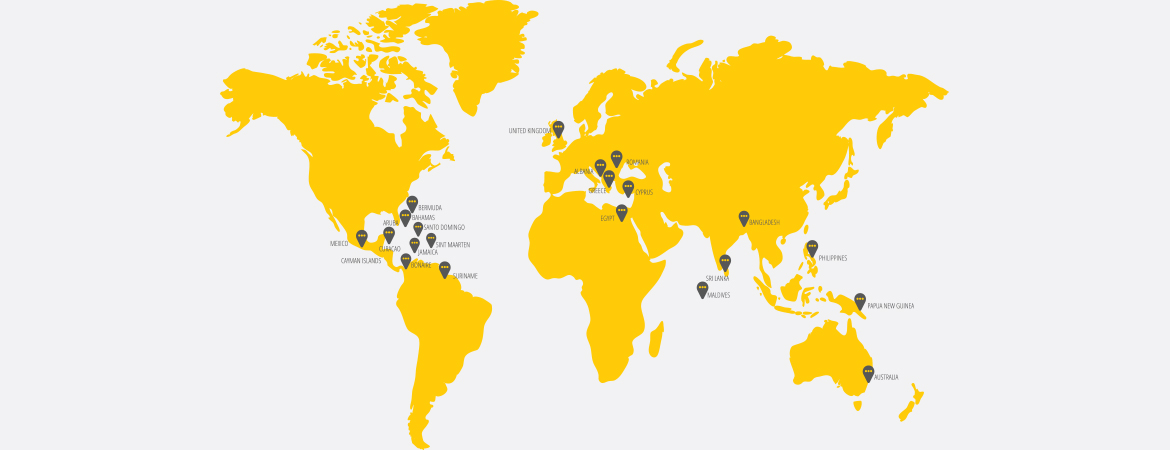 UNITED KINGDOM
ROMANIA
ALBANIA
GREECE
CYPRUS
BERMUDA
BAHAMAS
EGYPT
ARUBA
SANTO DOMINGO
BANGLADESH
MEXICO
SINT MAARTEN
CURACAO
JAMAICA
CAYMAN ISLANDS
PHILIPPINES
BONAIRE
SURINAME
SRI LANKA
MALDIVES
PAPUA NEW GUINEA
AUSTRALIA